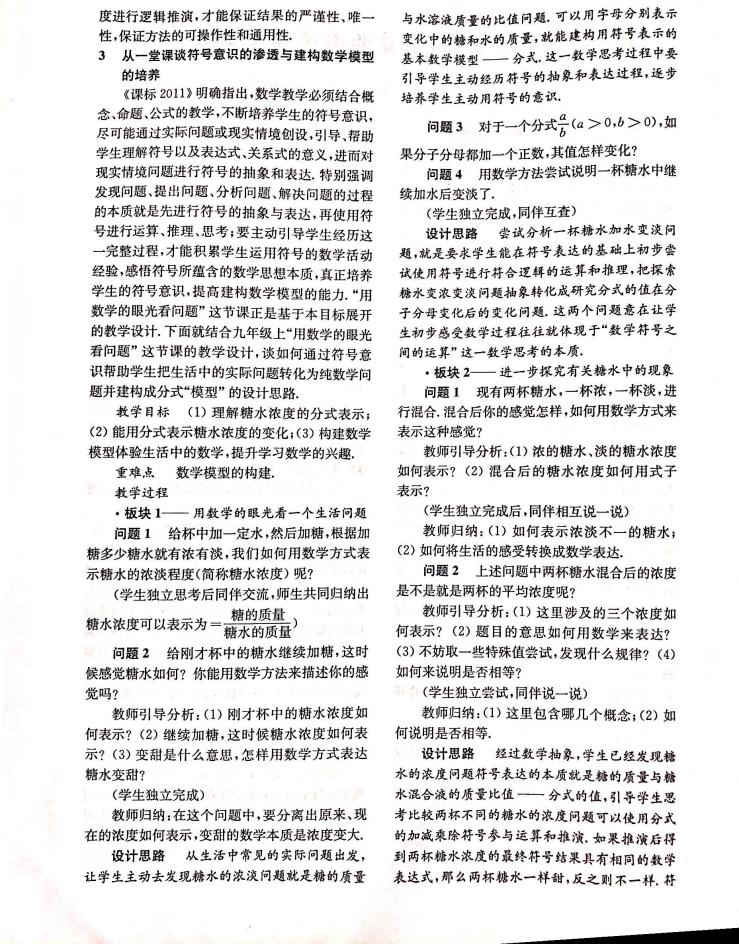 度进行逻辑推演,才能保证结果的严谨性、唯一
性,保证方法的可操作性和通用性.
3 从一堂课谈符号意识的渗透与建构数学模型
的培养
《课标 2011》明确指出,数学教学必须结合概
念、命题、公式的教学,不断培养学生的符号意识,
尽可能通过实际问题或现实情境创设,引导、帮助
学生理解符号以及表达式、关系式的意义,进而对
现实情境问题进行符号的抽象和表达.特别强调
发现问题、提出问题、分析问题、解决问题的过程
的本质就是先进行符号的抽象与表达,再使用符
号进行运算、推理、思考;要主动引导学生经历这
一完整过程,才能积累学生运用符号的数学活动
经验,感悟符号所蕴含的数学思想本质,真正培养
学生的符号意识,提高建构数学模型的能力.“用
数学的眼光看问题”这节课正是基于本目标展开
的教学设计.下面就结合九年级上“用数学的眼光
看问题”这节课的教学设计,谈如何通过符号意
识帮助学生把生活中的实际问题转化为纯数学问
题并建构成分式“模型”的设计思路.
教学目标 (1) 理解糖水浓度的分式表示;
(2) 能用分式表示糖水浓度的变化;(3) 构建数学
模型体验生活中的数学,提升学习数学的兴趣.
重难点 数学模型的构建.
教学过程
·板块 1—— 用数学的眼光看一个生活问题
问题 1 给杯中加一定水,然后加糖,根据加
糖多少糖水就有浓有淡,我们如何用数学方式表
示糖水的浓淡程度(简称糖水浓度) 呢?
(学生独立思考后同伴交流,师生共同归纳出
糖水浓度可以表示为=糖的质量/糖水的质量)
问题 2 给刚才杯中的糖水继续加糖,这时
候感觉糖水如何? 你能用数学方法来描述你的感
觉吗?
教师引导分析:(1) 刚才杯中的糖水浓度如
何表示? (2) 继续加糖,这时候糖水浓度如何表
示? (3) 变甜是什么意思,怎样用数学方式表达
糖水变甜?
(学生独立完成)
教师归纳:在这个问题中,要分离出原来、现
在的浓度如何表示,变甜的数学本质是浓度变大.
设计思路 从生活中常见的实际问题出发,
让学生主动去发现糖水的浓淡问题就是糖的质量
与水溶液质量的比值问题.可以用字母分别表示
变化中的糖和水的质量,就能建构用符号表示的
基本数学模型 —— 分式.这一数学思考过程中要
引导学生主动经历符号的抽象和表达过程,逐步
培养学生主动用符号的意识.
问题 3 对于一个分式a/b(a＞0,b＞0),如
果分子分母都加一个正数,其值怎样变化?
问题 4 用数学方法尝试说明一杯糖水中继
续加水后变淡了.
(学生独立完成,同伴互查)
设计思路 尝试分析一杯糖水加水变淡问
题,就是要求学生能在符号表达的基础上初步尝
试使用符号进行符合逻辑的运算和推理,把探索
糖水变浓变淡问题抽象转化成研究分式的值在分
子分母变化后的变化问题.这两个问题意在让学
生初步感受数学过程往往就体现于“数学符号之
间的运算”这一数学思考的本质.
·板块 2—— 进一步探究有关糖水中的现象
问题 1 现有两杯糖水,一杯浓,一杯淡,进
行混合.混合后你的感觉怎样,如何用数学方式来
表示这种感觉?
教师引导分析:(1) 浓的糖水、淡的糖水浓度
如何表示? (2) 混合后的糖水浓度如何用式子
表示?
(学生独立完成后,同伴相互说一说)
教师归纳:(1) 如何表示浓淡不一的糖水;
(2) 如何将生活的感受转换成数学表达.
问题 2 上述问题中两杯糖水混合后的浓度
是不是就是两杯的平均浓度呢?
教师引导分析:(1) 这里涉及的三个浓度如
何表示? (2) 题目的意思如何用数学来表达?
(3) 不妨取一些特殊值尝试,发现什么规律? (4)
如何来说明是否相等?
(学生独立尝试,同伴说一说)
教师归纳:(1) 这里包含哪几个概念;(2) 如
何说明是否相等.
设计思路 经过数学抽象,学生已经发现糖
水的浓度问题符号表达的本质就是糖的质量与糖
水混合液的质量比值 —— 分式的值,引导学生思
考比较两杯不同的糖水的浓度问题可以使用分式
的加减乘除符号参与运算和推演.如果推演后得
到两杯糖水浓度的最终符号结果具有相同的数学
表达式,那么两杯糖水一样甜,反之则不一样.符